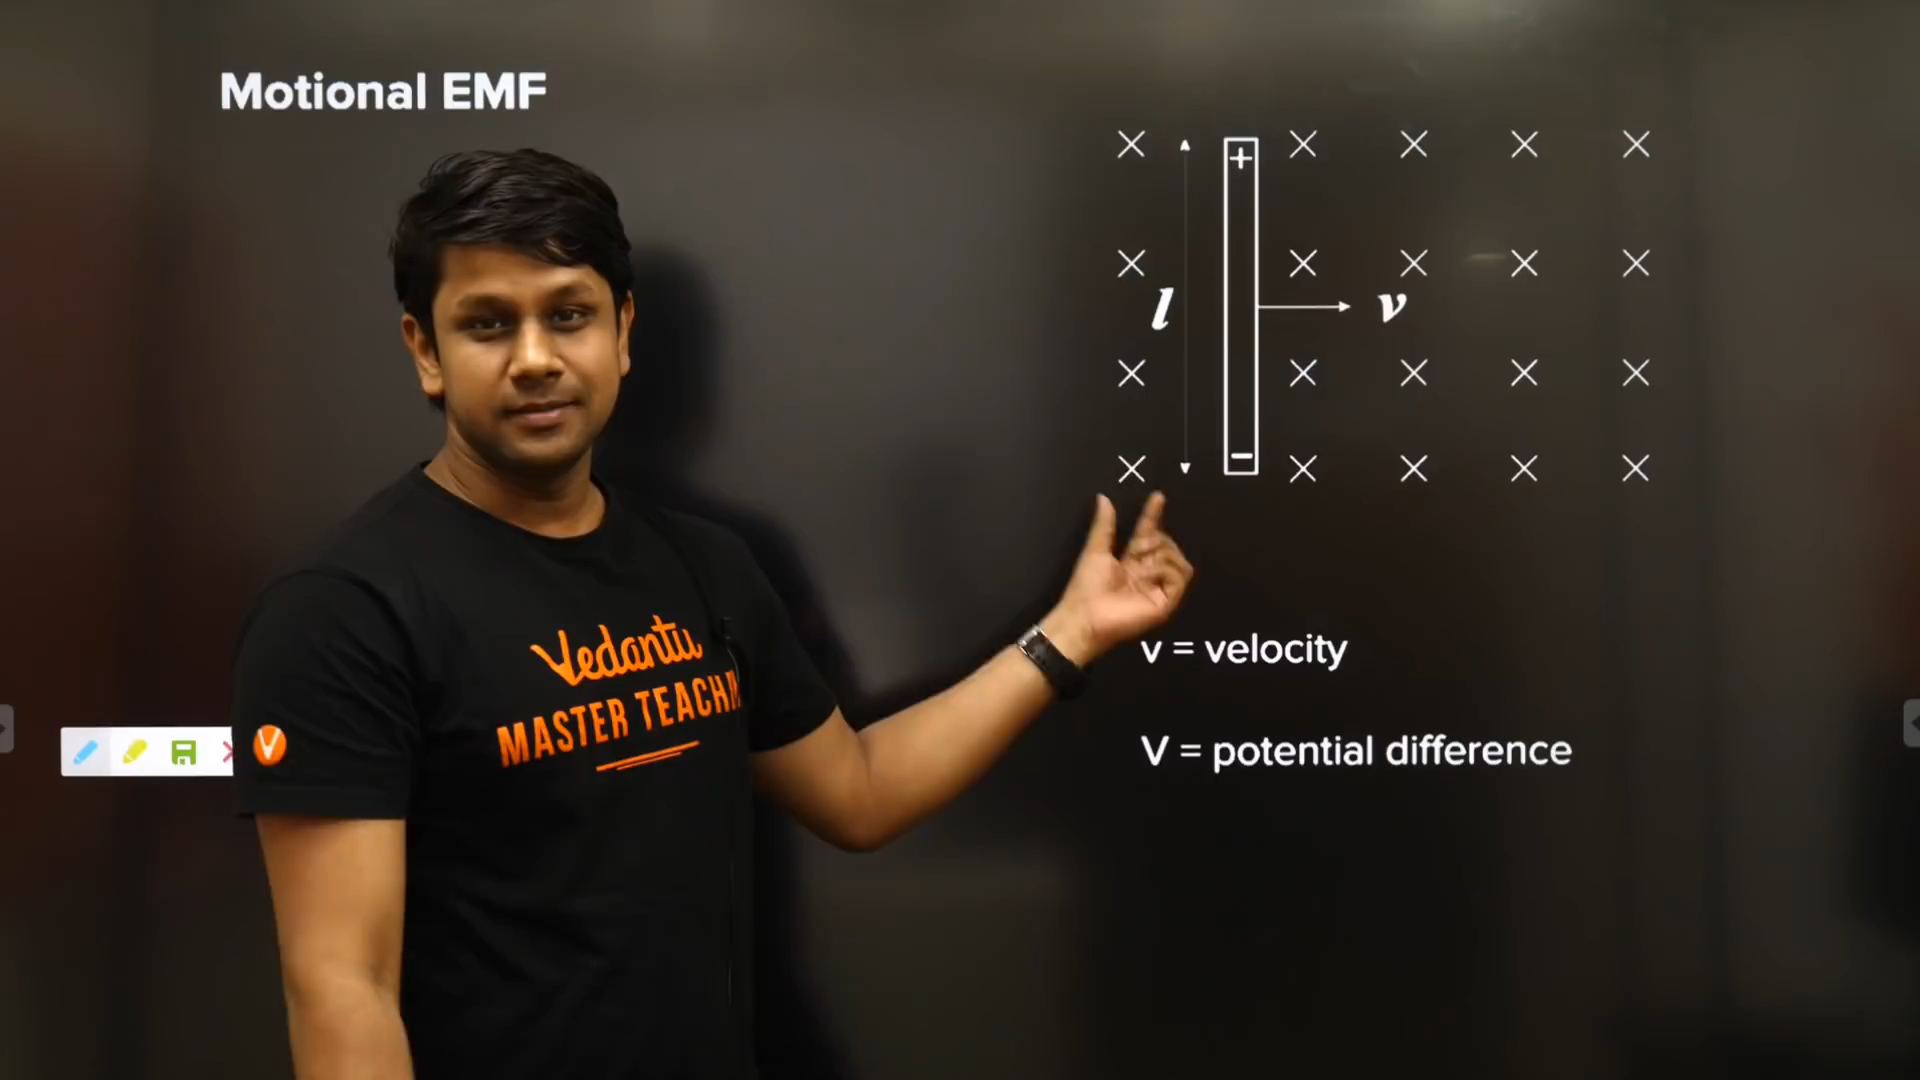 Motional EMF
+
l
v
−
v = velocity
V = potential difference
Vedantu
MASTER TEACH
V